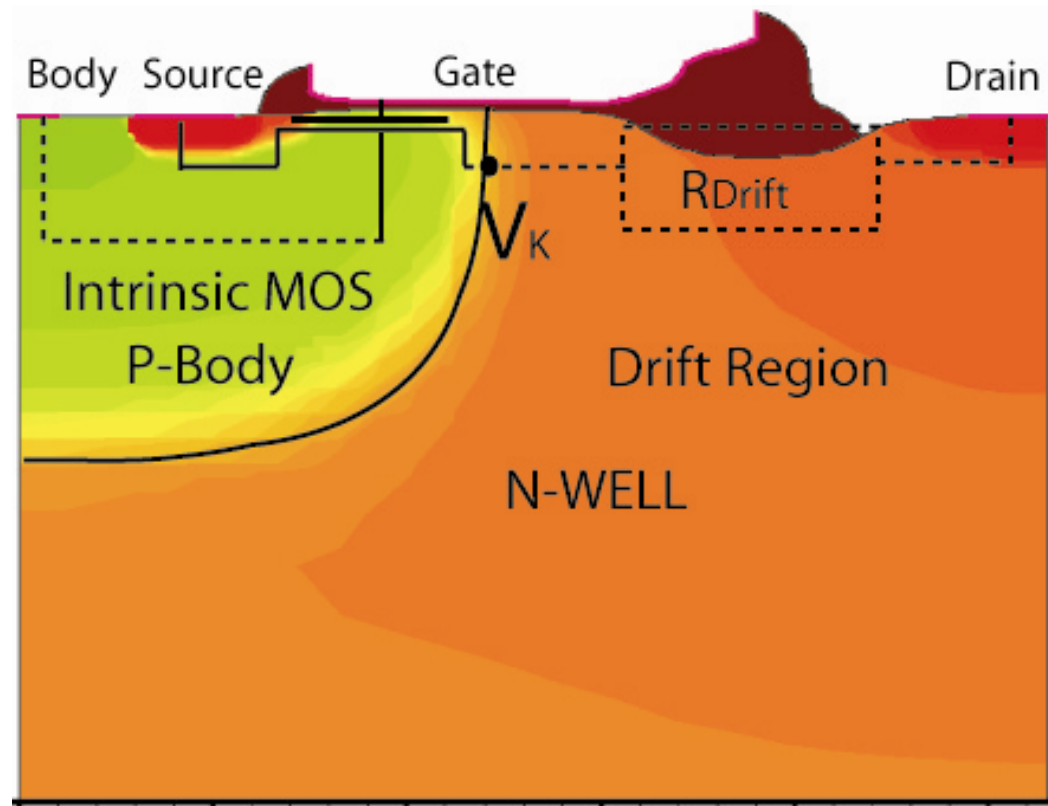 Body Source Gate Drain
RDrift
VK
Intrinsic MOS
P-Body
Drift Region
N-WELL